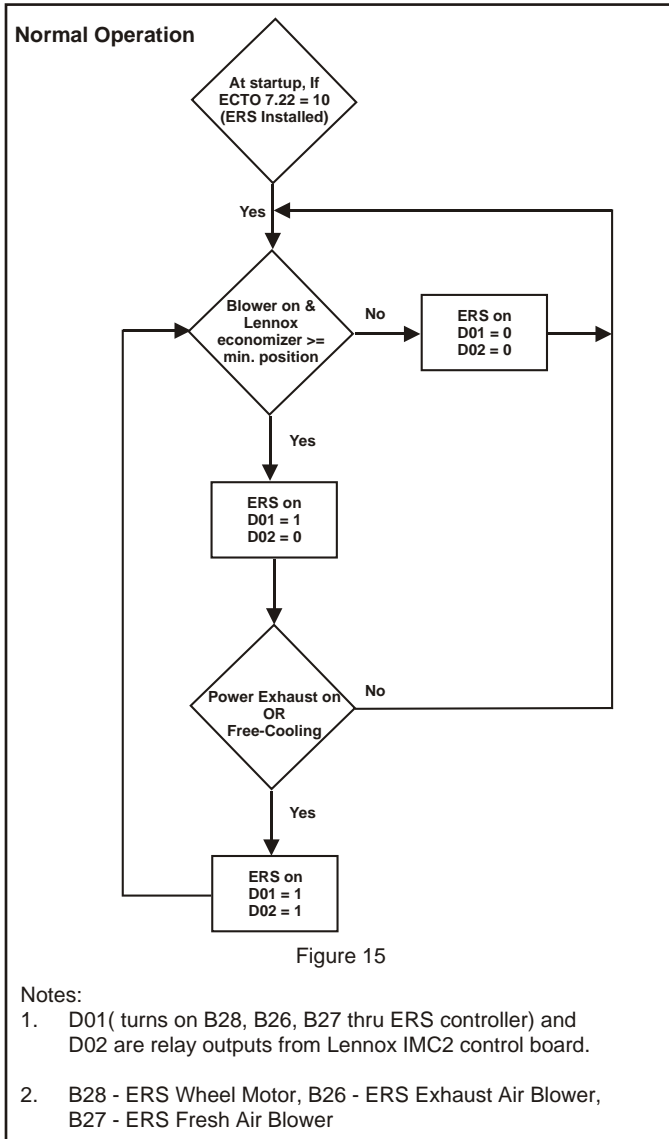 Normal Operation
At startup, If
ECTO 7.22 = 10
(ERS Installed)
Yes
Blower on &
Lennox
economizer >=
min. position
No
ERS on
D01 = 0
D02 = 0
Yes
ERS on
D01 = 1
D02 = 0
Power Exhaust on
OR
Free-Cooling
No
Yes
ERS on
D01 = 1
D02 = 1
Figure 15
Notes:
1. D01( turns on B28, B26, B27 thru ERS controller) and
D02 are relay outputs from Lennox IMC2 control board.
2. B28 - ERS Wheel Motor, B26 - ERS Exhaust Air Blower,
B27 - ERS Fresh Air Blower